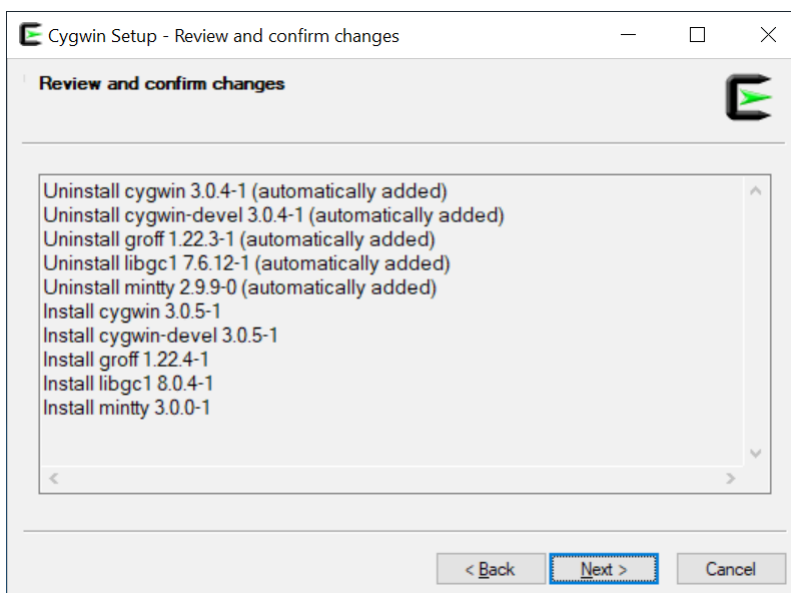 Cygwin Setup - Review and confirm changes
Review and confirm changes
Uninstall cygwin 3.0.4-1 (automatically added)
Uninstall cygwin-devel 3.0.4-1 (automatically added)
Uninstall groff 1.22.3-1 (automatically added)
Uninstall libgc1 7.6.12-1 (automatically added)
Uninstall mintty 2.9.9-0 (automatically added)
Install cygwin 3.0.5-1
Install cygwin-devel 3.0.5-1
Install groff 1.22.4-1
Install libgc1 8.0.4-1
Install mintty 3.0.0-1
< Back Next > Cancel